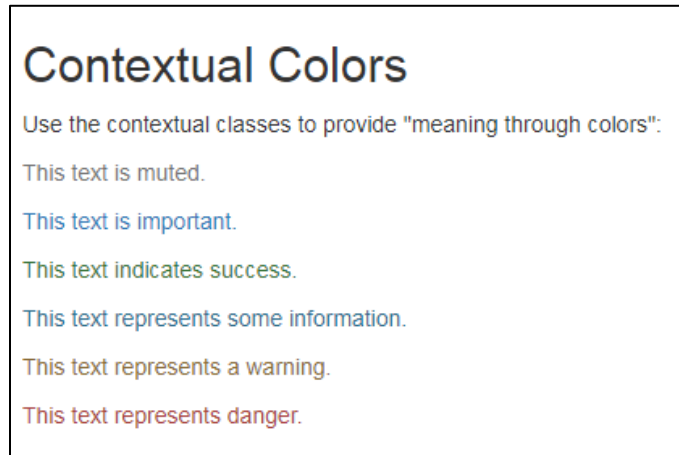 Contextual Colors
Use the contextual classes to provide "meaning through colors":
This text is muted.
This text is important.
This text indicates success.
This text represents some information.
This text represents a warning.
This text represents danger.